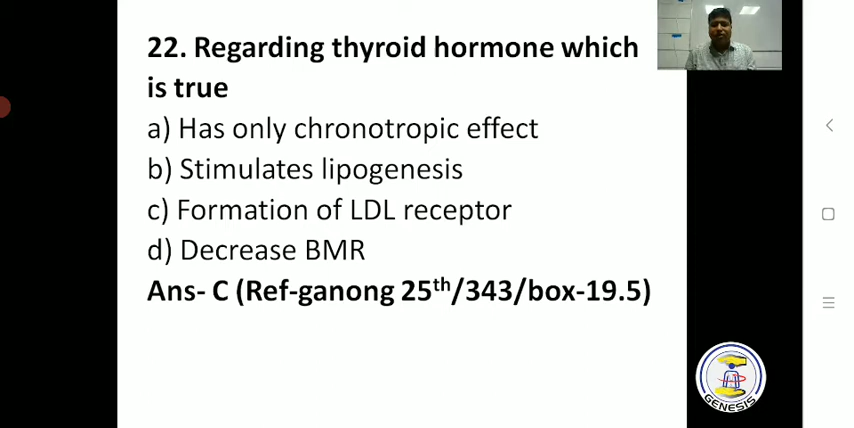 22. Regarding thyroid hormone which
is true
a) Has only chronotropic effect
b) Stimulates lipogenesis
c) Formation of LDL receptor
d) Decrease BMR
Ans- C (Ref-ganong 25th/343/box-19.5)
GENESIS